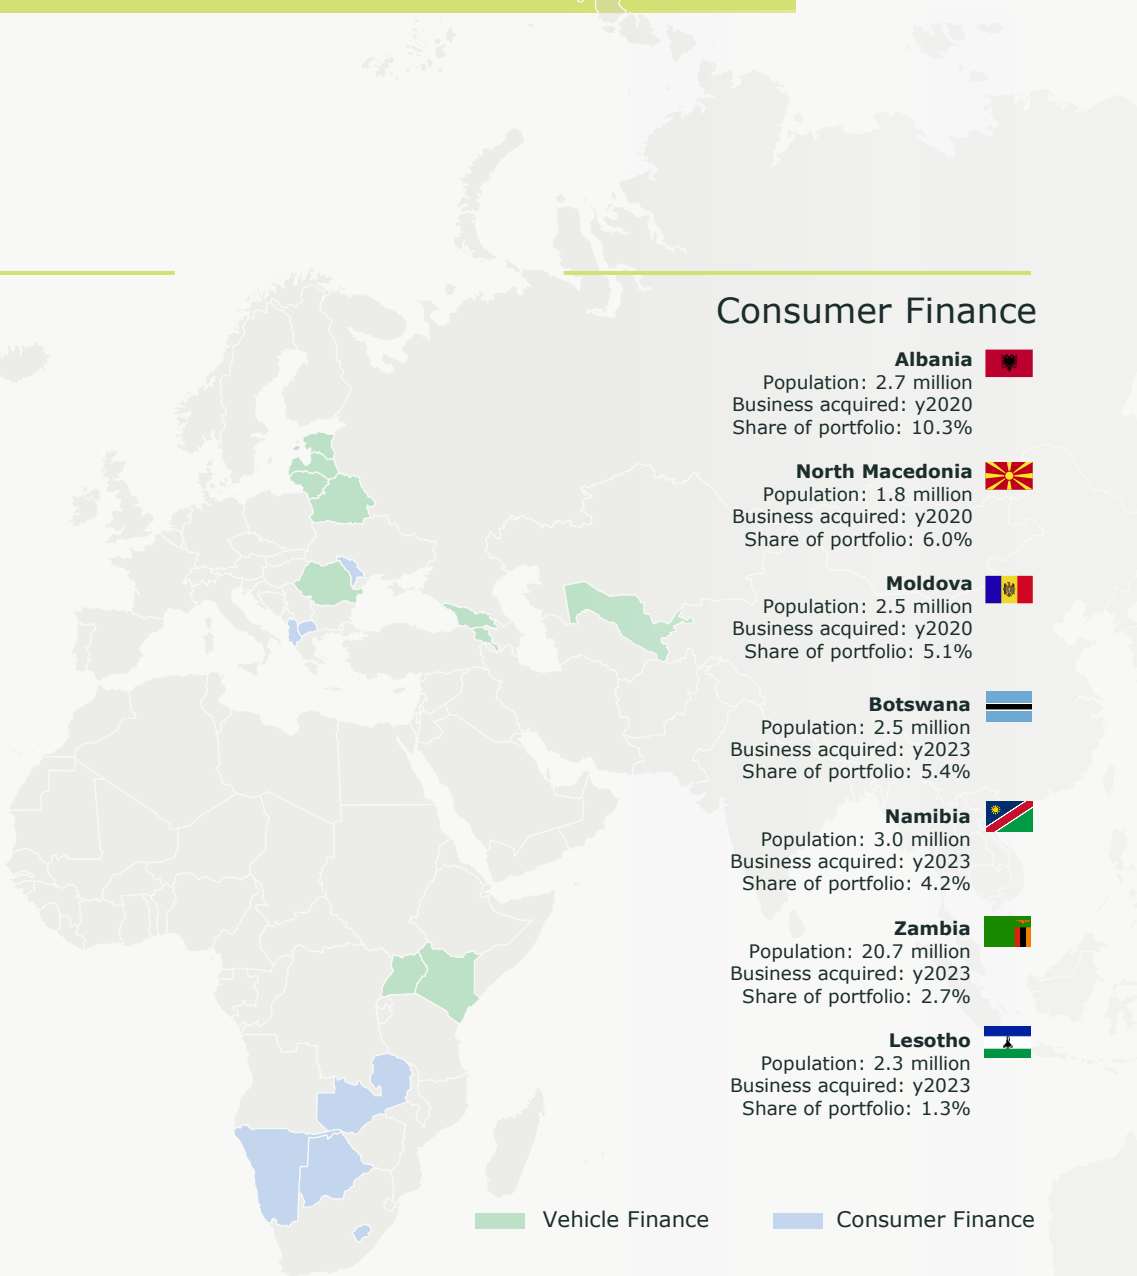 Consumer Finance
Albania
Population: 2.7 million
Business acquired: y2020
Share of portfolio: 10.3%
North Macedonia
Population: 1.8 million
Business acquired: y2020
Share of portfolio: 6.0%
Moldova
Population: 2.5 million
Business acquired: y2020
Share of portfolio: 5.1%
Botswana
Population: 2.5 million
Business acquired: y2023
Share of portfolio: 5.4%
Namibia
Population: 3.0 million
Business acquired: y2023
Share of portfolio: 4.2%
Zambia
Population: 20.7 million
Business acquired: y2023
Share of portfolio: 2.7%
Lesotho
Population: 2.3 million
Business acquired: y2023
Share of portfolio: 1.3%
Vehicle Finance
Consumer Finance